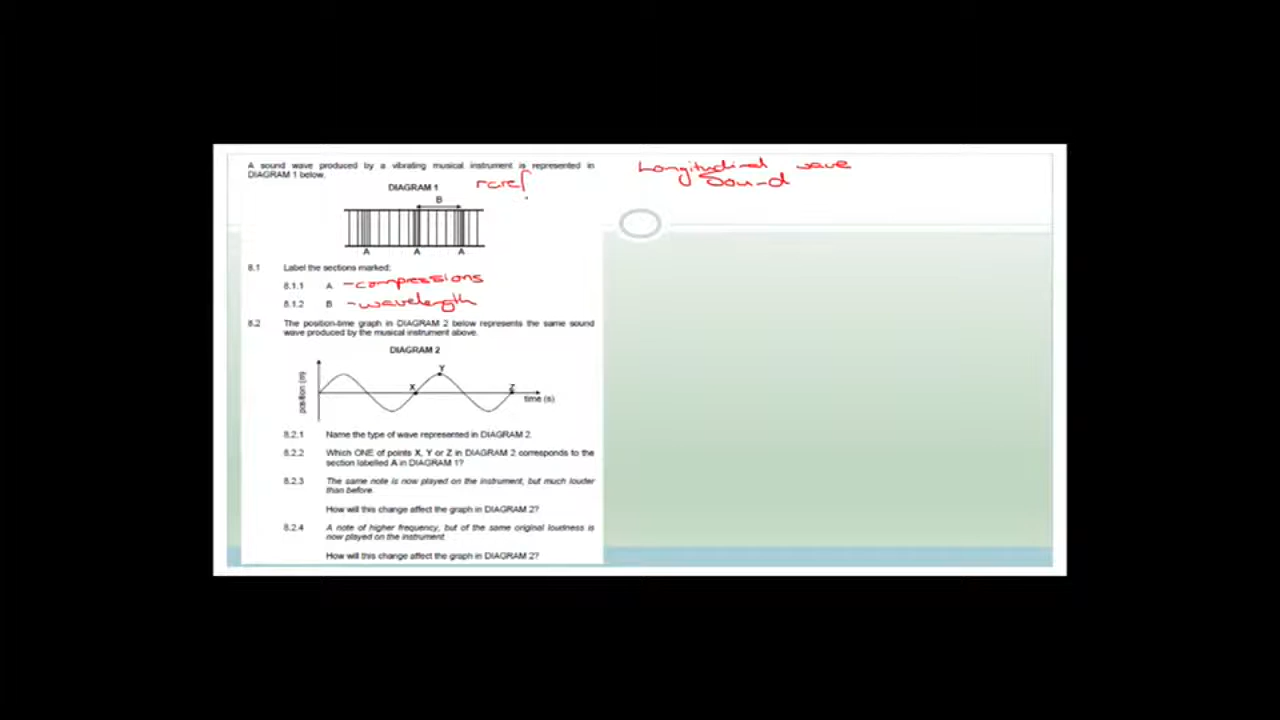 A sound wave produced by a vibrating musical instrument is represented in
DIAGRAM 1 below.
Longitudinal wave
Sound
DIAGRAM 1
raref
B
A A A
8.1 Label the sections marked:
8.1.1 A - compressions
8.1.2 B - wavelength
8.2 The position-time graph in DIAGRAM 2 below represents the same sound
wave produced by the musical instrument above.
DIAGRAM 2
position (m)
X Y Z
time (s)
8.2.1 Name the type of wave represented in DIAGRAM 2.
8.2.2 Which ONE of points X, Y or Z in DIAGRAM 2 corresponds to the
section labelled A in DIAGRAM 1?
8.2.3 The same note is now played on the instrument, but much louder
than before.
How will this change affect the graph in DIAGRAM 2?
8.2.4 A note of higher frequency, but of the same original loudness is
now played on the instrument.
How will this change affect the graph in DIAGRAM 2?